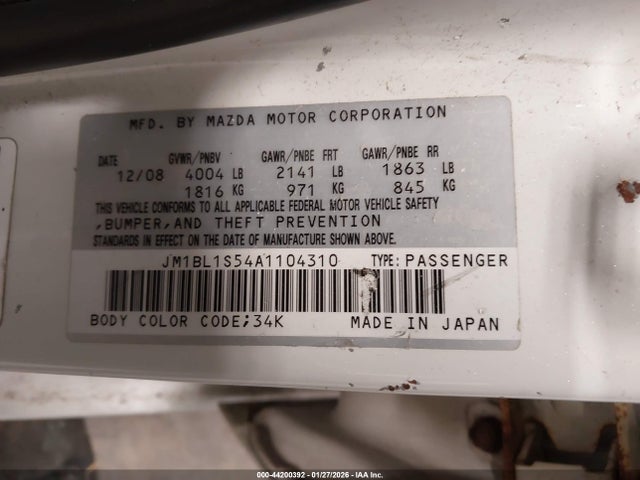 MFD. BY MAZDA MOTOR CORPORATION
DATE GVWR/PNBV GAWR/PNBE FRT GAWR/PNBE RR
12/08 4004 LB 2141 LB 1863 LB
1816 KG 971 KG 845 KG
THIS VEHICLE CONFORMS TO ALL APPLICABLE FEDERAL MOTOR VEHICLE SAFETY
,BUMPER,AND THEFT PREVENTION
STANDARDS IN EFFECT ON THE DATE OF MANUFACTURE SHOWN ABOVE.
JM1BL1S54A1104310 TYPE:PASSENGER
BODY COLOR CODE;34K MADE IN JAPAN
000-44200392 - 01/27/2026 - IAA Inc.